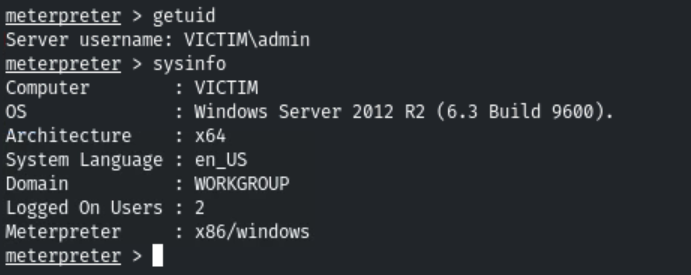 meterpreter > getuid
Server username: VICTIM\admin
meterpreter > sysinfo
Computer        : VICTIM
OS              : Windows Server 2012 R2 (6.3 Build 9600).
Architecture    : x64
System Language : en_US
Domain          : WORKGROUP
Logged On Users : 2
Meterpreter     : x86/windows
meterpreter >